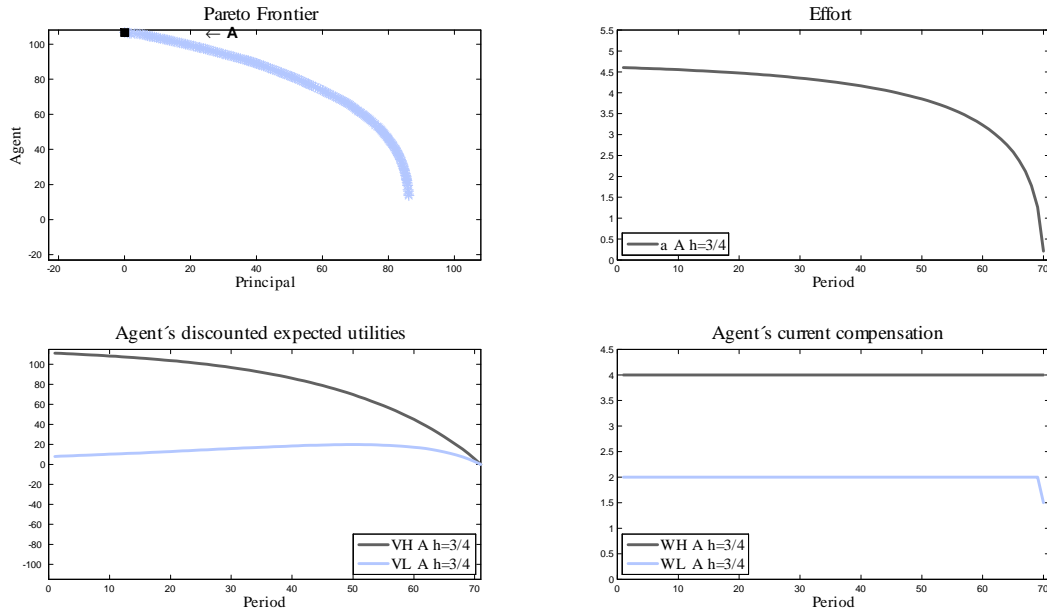 Pareto Frontier
← A
100
80
60
40
20
0
-20
Agent
-20 0 20 40 60 80 100
Principal
Effort
5.5
5
4.5
4
3.5
3
2.5
2
1.5
1
0.5
0
a A h=3/4
0 10 20 30 40 50 60 70
Period
Agent´s discounted expected utilities
100
80
60
40
20
0
-20
-40
-60
-80
-100
VH A h=3/4
VL A h=3/4
0 10 20 30 40 50 60 70
Period
Agent´s current compensation
4.5
4
3.5
3
2.5
2
1.5
1
0.5
0
WH A h=3/4
WL A h=3/4
0 10 20 30 40 50 60 70
Period